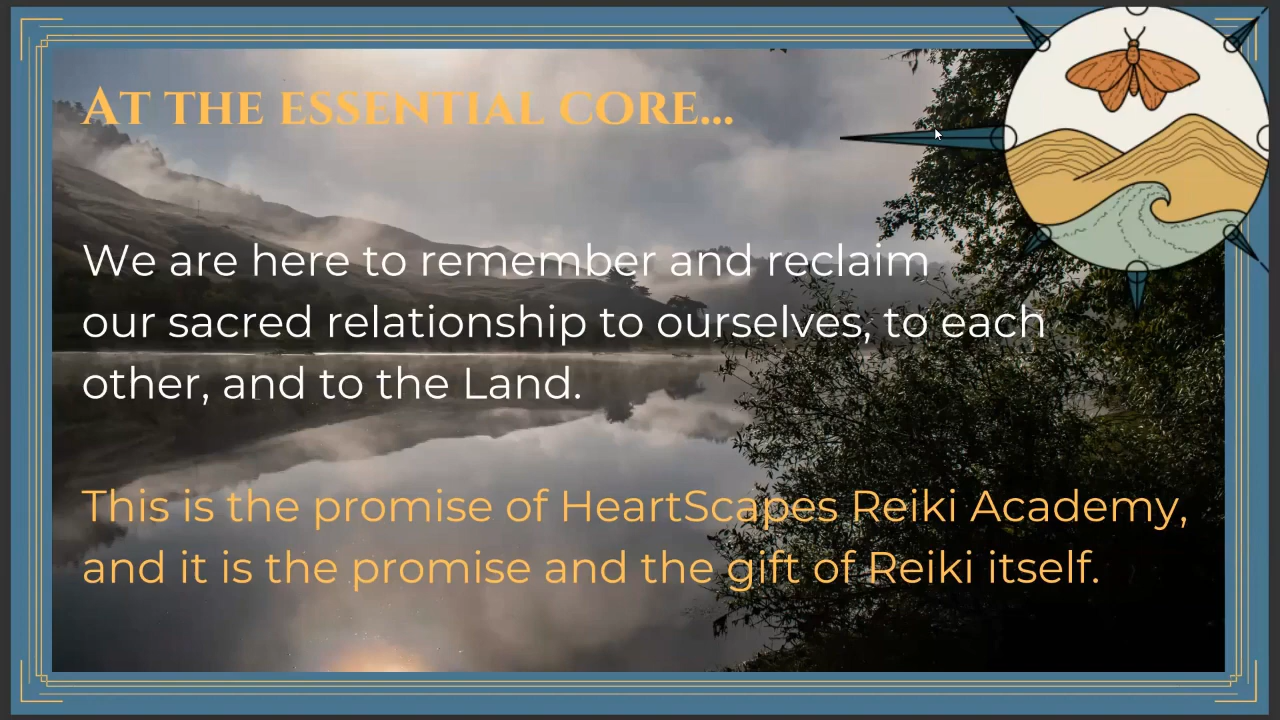 At the essential core...
We are here to remember and reclaim
our sacred relationship to ourselves, to each
other, and to the Land.
This is the promise of HeartScapes Reiki Academy,
and it is the promise and the gift of Reiki itself.